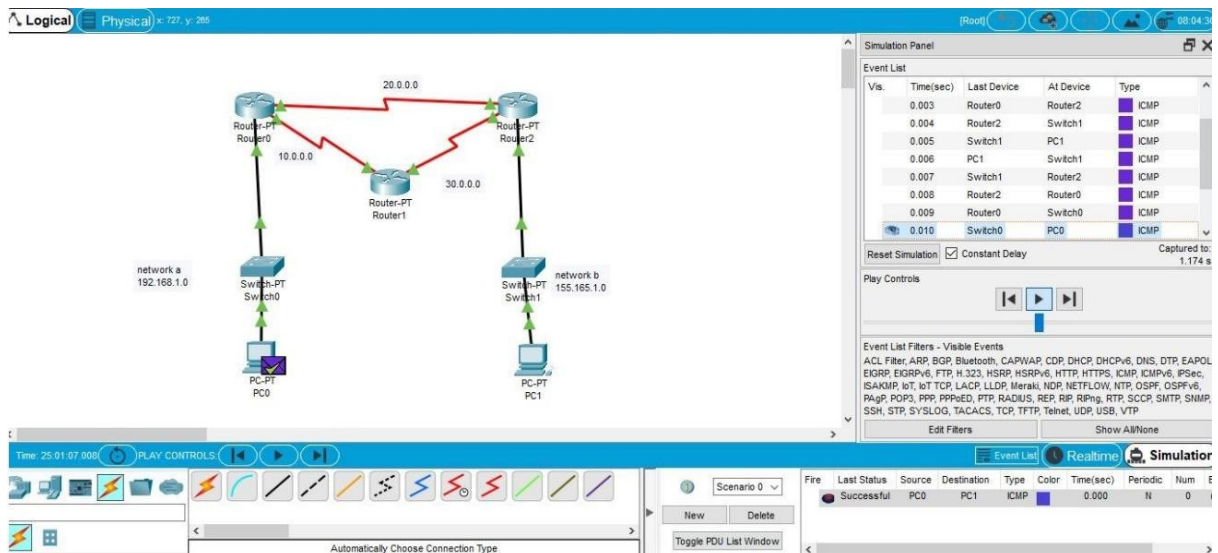 Logical
Physical x: 727, y: 265
[Root]
08:04:30
20.0.0.0
Router-PT
Router0
Router-PT
Router2
10.0.0.0
30.0.0.0
Router-PT
Router1
network a
192.168.1.0
Switch-PT
Switch0
Switch-PT
Switch1
network b
155.165.1.0
PC-PT
PC0
PC-PT
PC1
Simulation Panel
Event List
Vis. Time(sec) Last Device At Device Type
0.003 Router0 Router2 ICMP
0.004 Router2 Switch1 ICMP
0.005 Switch1 PC1 ICMP
0.006 PC1 Switch1 ICMP
0.007 Switch1 Router2 ICMP
0.008 Router2 Router0 ICMP
0.009 Router0 Switch0 ICMP
0.010 Switch0 PC0 ICMP
Reset Simulation Constant Delay Captured to:
1.174 s
Play Controls
Event List Filters - Visible Events
ACL Filter, ARP, BGP, Bluetooth, CAPWAP, CDP, DHCP, DHCPv6, DNS, DTP, EAPOL,
EIGRP, EIGRPv6, FTP, H.323, HSRP, HSRPv6, HTTP, HTTPS, ICMP, ICMPv6, IPSec,
ISAKMP, IoT, IoT TCP, LACP, LLDP, Meraki, NDP, NETFLOW, NTP, OSPF, OSPFv6,
PAgP, POP3, PPP, PPPoED, PTP, RADIUS, REP, RIP, RIPng, RTP, SCCP, SMTP, SNMP,
SSH, STP, SYSLOG, TACACS, TCP, TFTP, Telnet, UDP, USB, VTP
Edit Filters Show All/None
Time: 25:01:07.008 PLAY CONTROLS:
Event List Realtime Simulation
Scenario 0
New Delete
Toggle PDU List Window
Automatically Choose Connection Type
Fire Last Status Source Destination Type Color Time(sec) Periodic Num
Successful PC0 PC1 ICMP 0.000 N 0